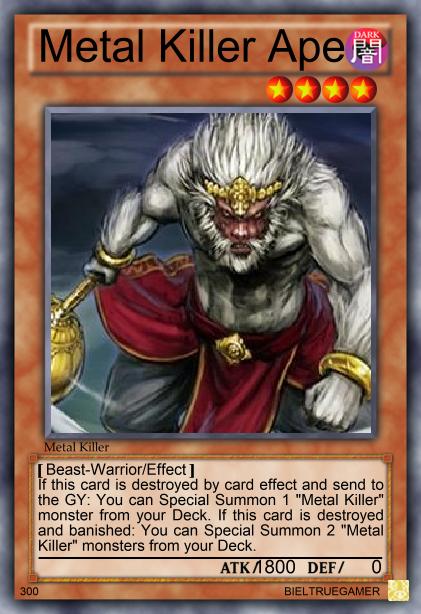 Metal Killer Ape
DARK
闇
Metal Killer
[ Beast-Warrior/Effect ]
If this card is destroyed by card effect and send to
the GY: You can Special Summon 1 "Metal Killer"
monster from your Deck. If this card is destroyed
and banished: You can Special Summon 2 "Metal
Killer" monsters from your Deck.
ATK/1800 DEF/ 0
300 BIELTRUEGAMER